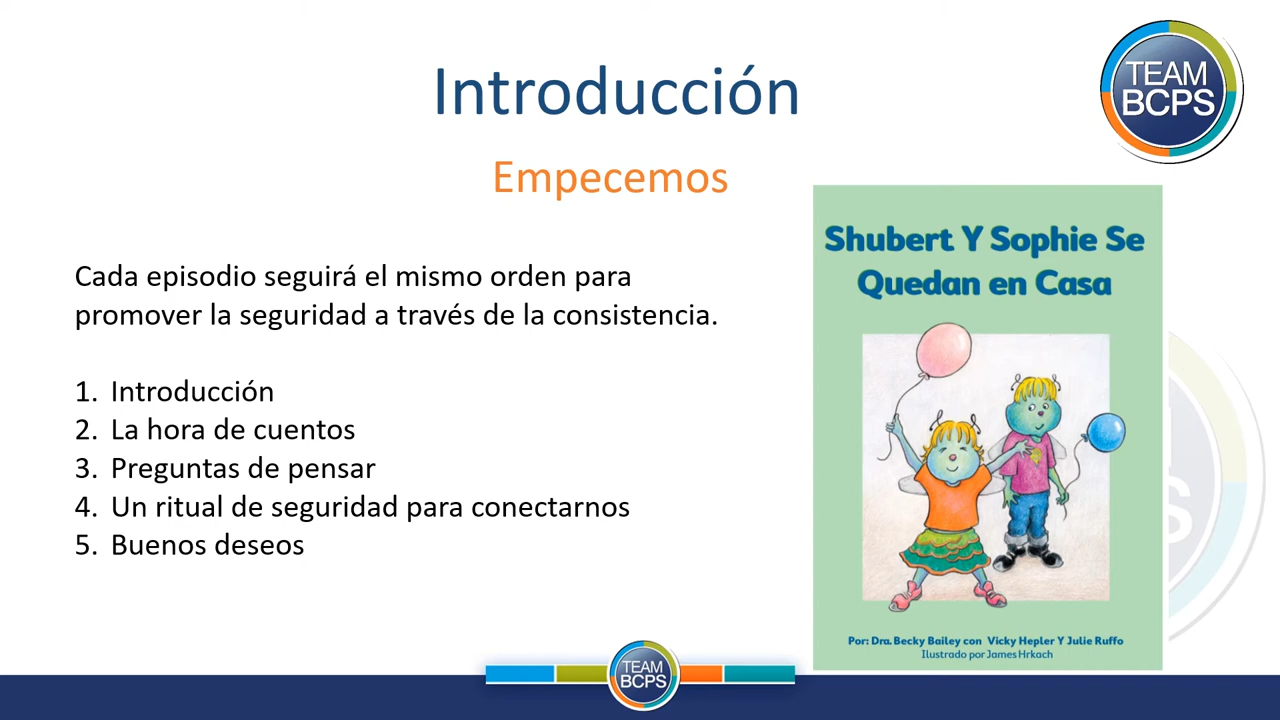 Introducción
TEAM
BCPS
Empecemos
Cada episodio seguirá el mismo orden para
promover la seguridad a través de la consistencia.
1. Introducción
2. La hora de cuentos
3. Preguntas de pensar
4. Un ritual de seguridad para conectarnos
5. Buenos deseos
Shubert Y Sophie Se
Quedan en Casa
Por: Dra. Becky Bailey con Vicky Hepler Y Julie Ruffo
Ilustrado por James Hrkach
TEAM
BCPS